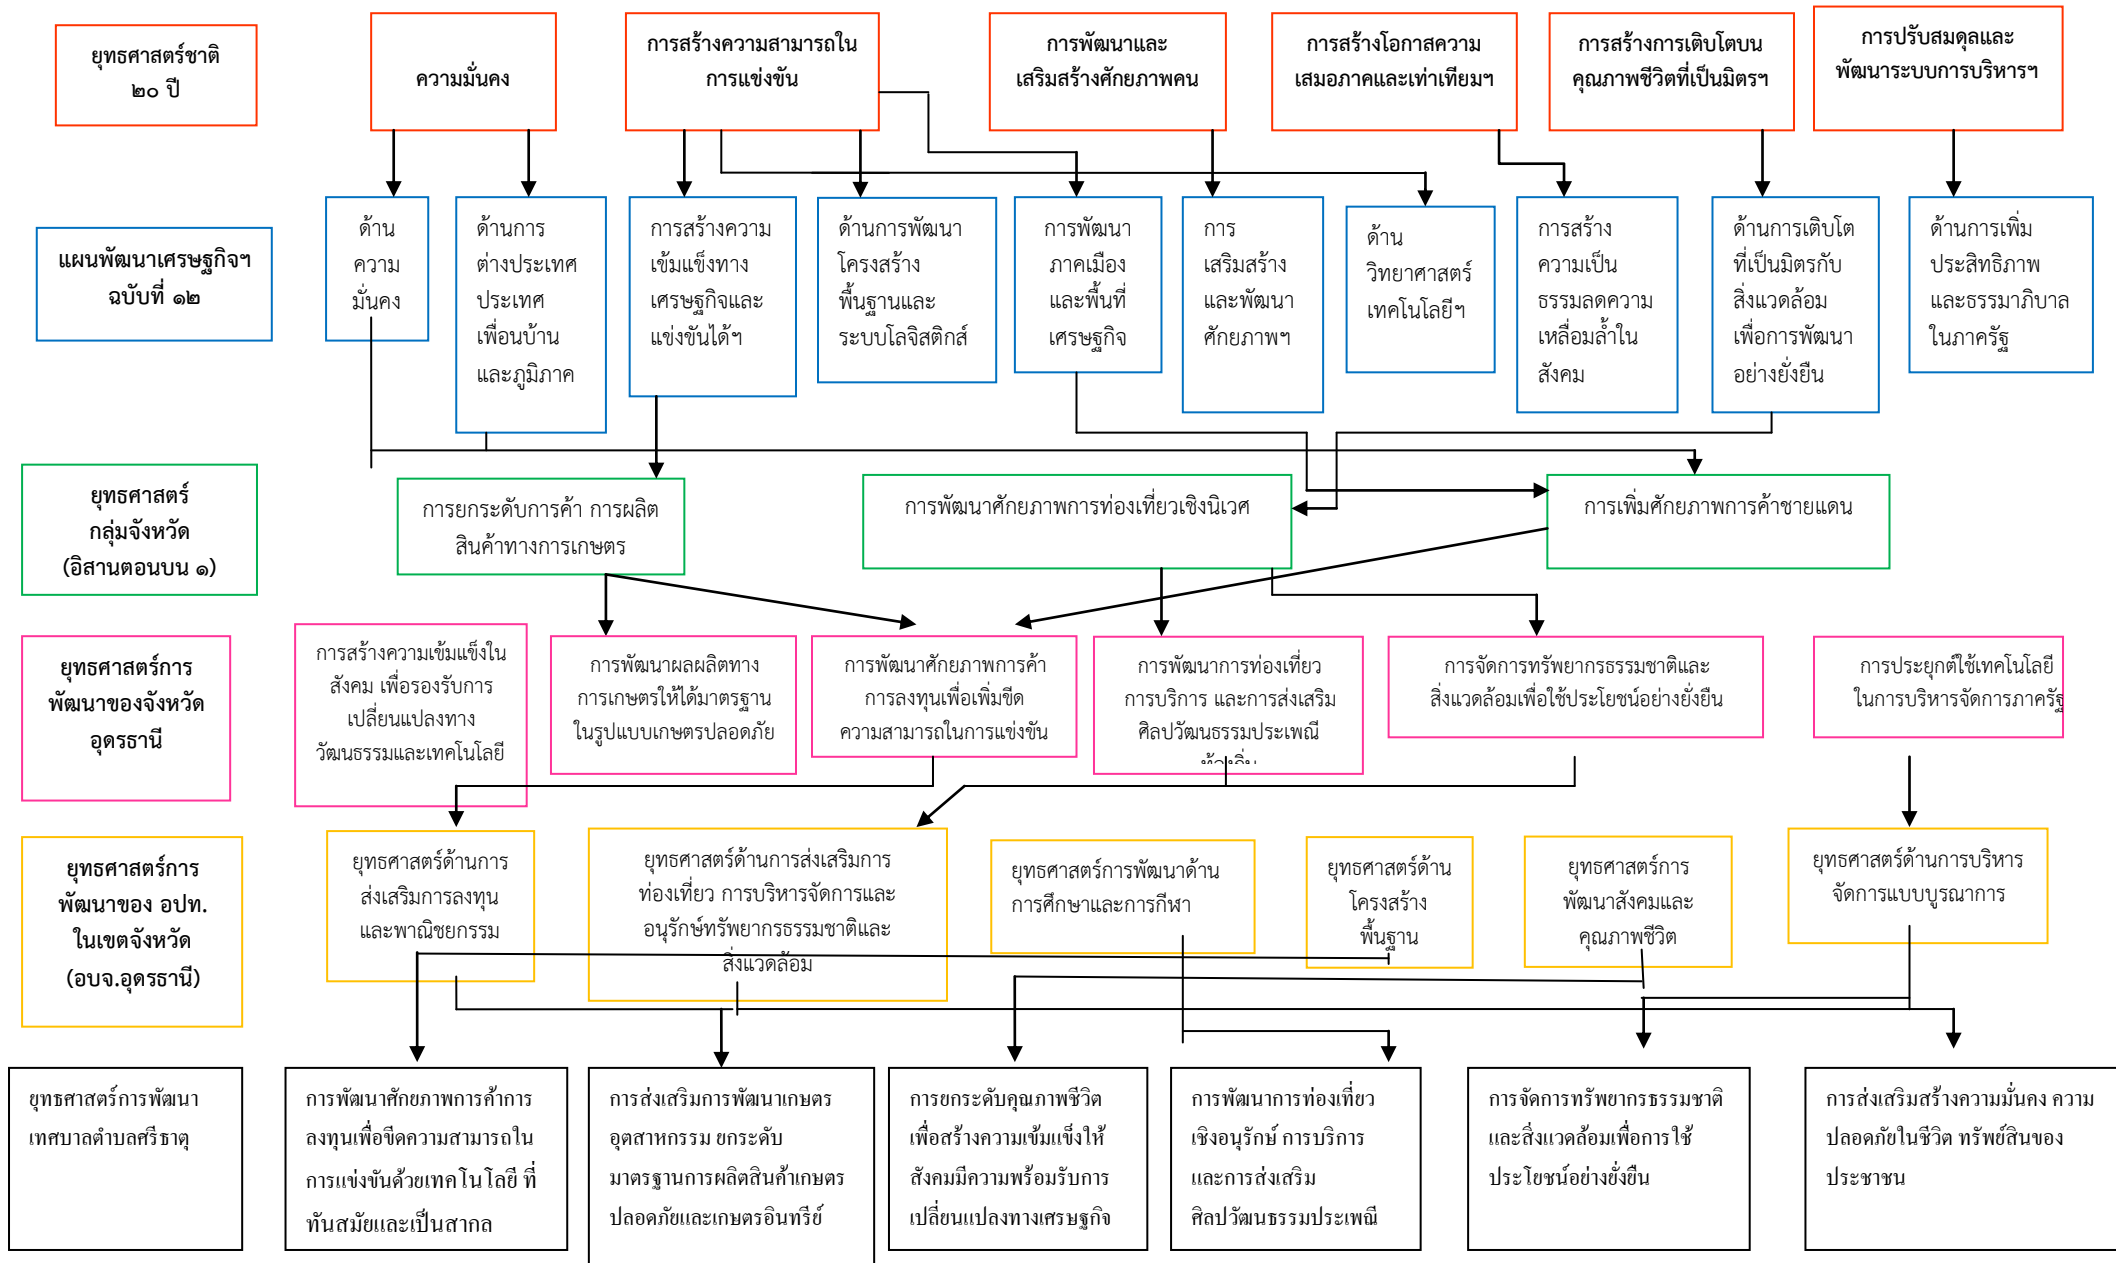 ยุทธศาสตร์ชาติ
๒๐ ปี
ความมั่นคง
การสร้างความสามารถใน
การแข่งขัน
การพัฒนาและ
เสริมสร้างศักยภาพคน
การสร้างโอกาสความ
เสมอภาคและเท่าเทียมฯ
การสร้างการเติบโตบน
คุณภาพชีวิตที่เป็นมิตรฯ
การปรับสมดุลและ
พัฒนาระบบการบริหารฯ
แผนพัฒนาเศรษฐกิจฯ
ฉบับที่ ๑๒
ด้าน
ความ
มั่นคง
ด้านการ
ต่างประเทศ
ประเทศ
เพื่อนบ้าน
และภูมิภาค
การสร้างความ
เข้มแข็งทาง
เศรษฐกิจและ
แข่งขันได้ฯ
ด้านการพัฒนา
โครงสร้าง
พื้นฐานและ
ระบบโลจิสติกส์
การพัฒนา
ภาคเมือง
และพื้นที่
เศรษฐกิจ
การ
เสริมสร้าง
และพัฒนา
ศักยภาพฯ
ด้าน
วิทยาศาสตร์
เทคโนโลยีฯ
การสร้าง
ความเป็น
ธรรมลดความ
เหลื่อมล้ำใน
สังคม
ด้านการเติบโต
ที่เป็นมิตรกับ
สิ่งแวดล้อม
เพื่อการพัฒนา
อย่างยั่งยืน
ด้านการเพิ่ม
ประสิทธิภาพ
และธรรมาภิบาล
ในภาครัฐ
ยุทธศาสตร์
กลุ่มจังหวัด
(อิสานตอนบน ๑)
การยกระดับการค้า การผลิต
สินค้าทางการเกษตร
การพัฒนาศักยภาพการท่องเที่ยวเชิงนิเวศ
การเพิ่มศักยภาพการค้าชายแดน
ยุทธศาสตร์การ
พัฒนาของจังหวัด
อุดรธานี
การสร้างความเข้มแข็งใน
สังคม เพื่อรองรับการ
เปลี่ยนแปลงทาง
วัฒนธรรมและเทคโนโลยี
การพัฒนาผลผลิตทาง
การเกษตรให้ได้มาตรฐาน
ในรูปแบบเกษตรปลอดภัย
การพัฒนาศักยภาพการค้า
การลงทุนเพื่อเพิ่มขีด
ความสามารถในการแข่งขัน
การพัฒนาการท่องเที่ยว
การบริการ และการส่งเสริม
ศิลปวัฒนธรรมประเพณี
ท้องถิ่น
การจัดการทรัพยากรธรรมชาติและ
สิ่งแวดล้อมเพื่อใช้ประโยชน์อย่างยั่งยืน
การประยุกต์ใช้เทคโนโลยี
ในการบริหารจัดการภาครัฐ
ยุทธศาสตร์การ
พัฒนาของ อปท.
ในเขตจังหวัด
(อบจ.อุดรธานี)
ยุทธศาสตร์ด้านการ
ส่งเสริมการลงทุน
และพาณิชยกรรม
ยุทธศาสตร์ด้านการส่งเสริมการ
ท่องเที่ยว การบริหารจัดการและ
อนุรักษ์ทรัพยากรธรรมชาติและ
สิ่งแวดล้อม
ยุทธศาสตร์การพัฒนาด้าน
การศึกษาและการกีฬา
ยุทธศาสตร์ด้าน
โครงสร้าง
พื้นฐาน
ยุทธศาสตร์การ
พัฒนาสังคมและ
คุณภาพชีวิต
ยุทธศาสตร์ด้านการบริหาร
จัดการแบบบูรณาการ
ยุทธศาสตร์การพัฒนา
เทศบาลตำบลศรีธาตุ
การพัฒนาศักยภาพการค้าการ
ลงทุนเพื่อขีดความสามารถใน
การแข่งขันด้วยเทคโนโลยี ที่
ทันสมัยและเป็นสากล
การส่งเสริมการพัฒนาเกษตร
อุตสาหกรรม ยกระดับ
มาตรฐานการผลิตสินค้าเกษตร
ปลอดภัยและเกษตรอินทรีย์
การยกระดับคุณภาพชีวิต
เพื่อสร้างความเข้มแข็งให้
สังคมมีความพร้อมรับการ
เปลี่ยนแปลงทางเศรษฐกิจ
การพัฒนาการท่องเที่ยว
เชิงอนุรักษ์ การบริการ
และการส่งเสริม
ศิลปวัฒนธรรมประเพณี
การจัดการทรัพยากรธรรมชาติ
และสิ่งแวดล้อมเพื่อการใช้
ประโยชน์อย่างยั่งยืน
การส่งเสริมสร้างความมั่นคง ความ
ปลอดภัยในชีวิต ทรัพย์สินของ
ประชาชน